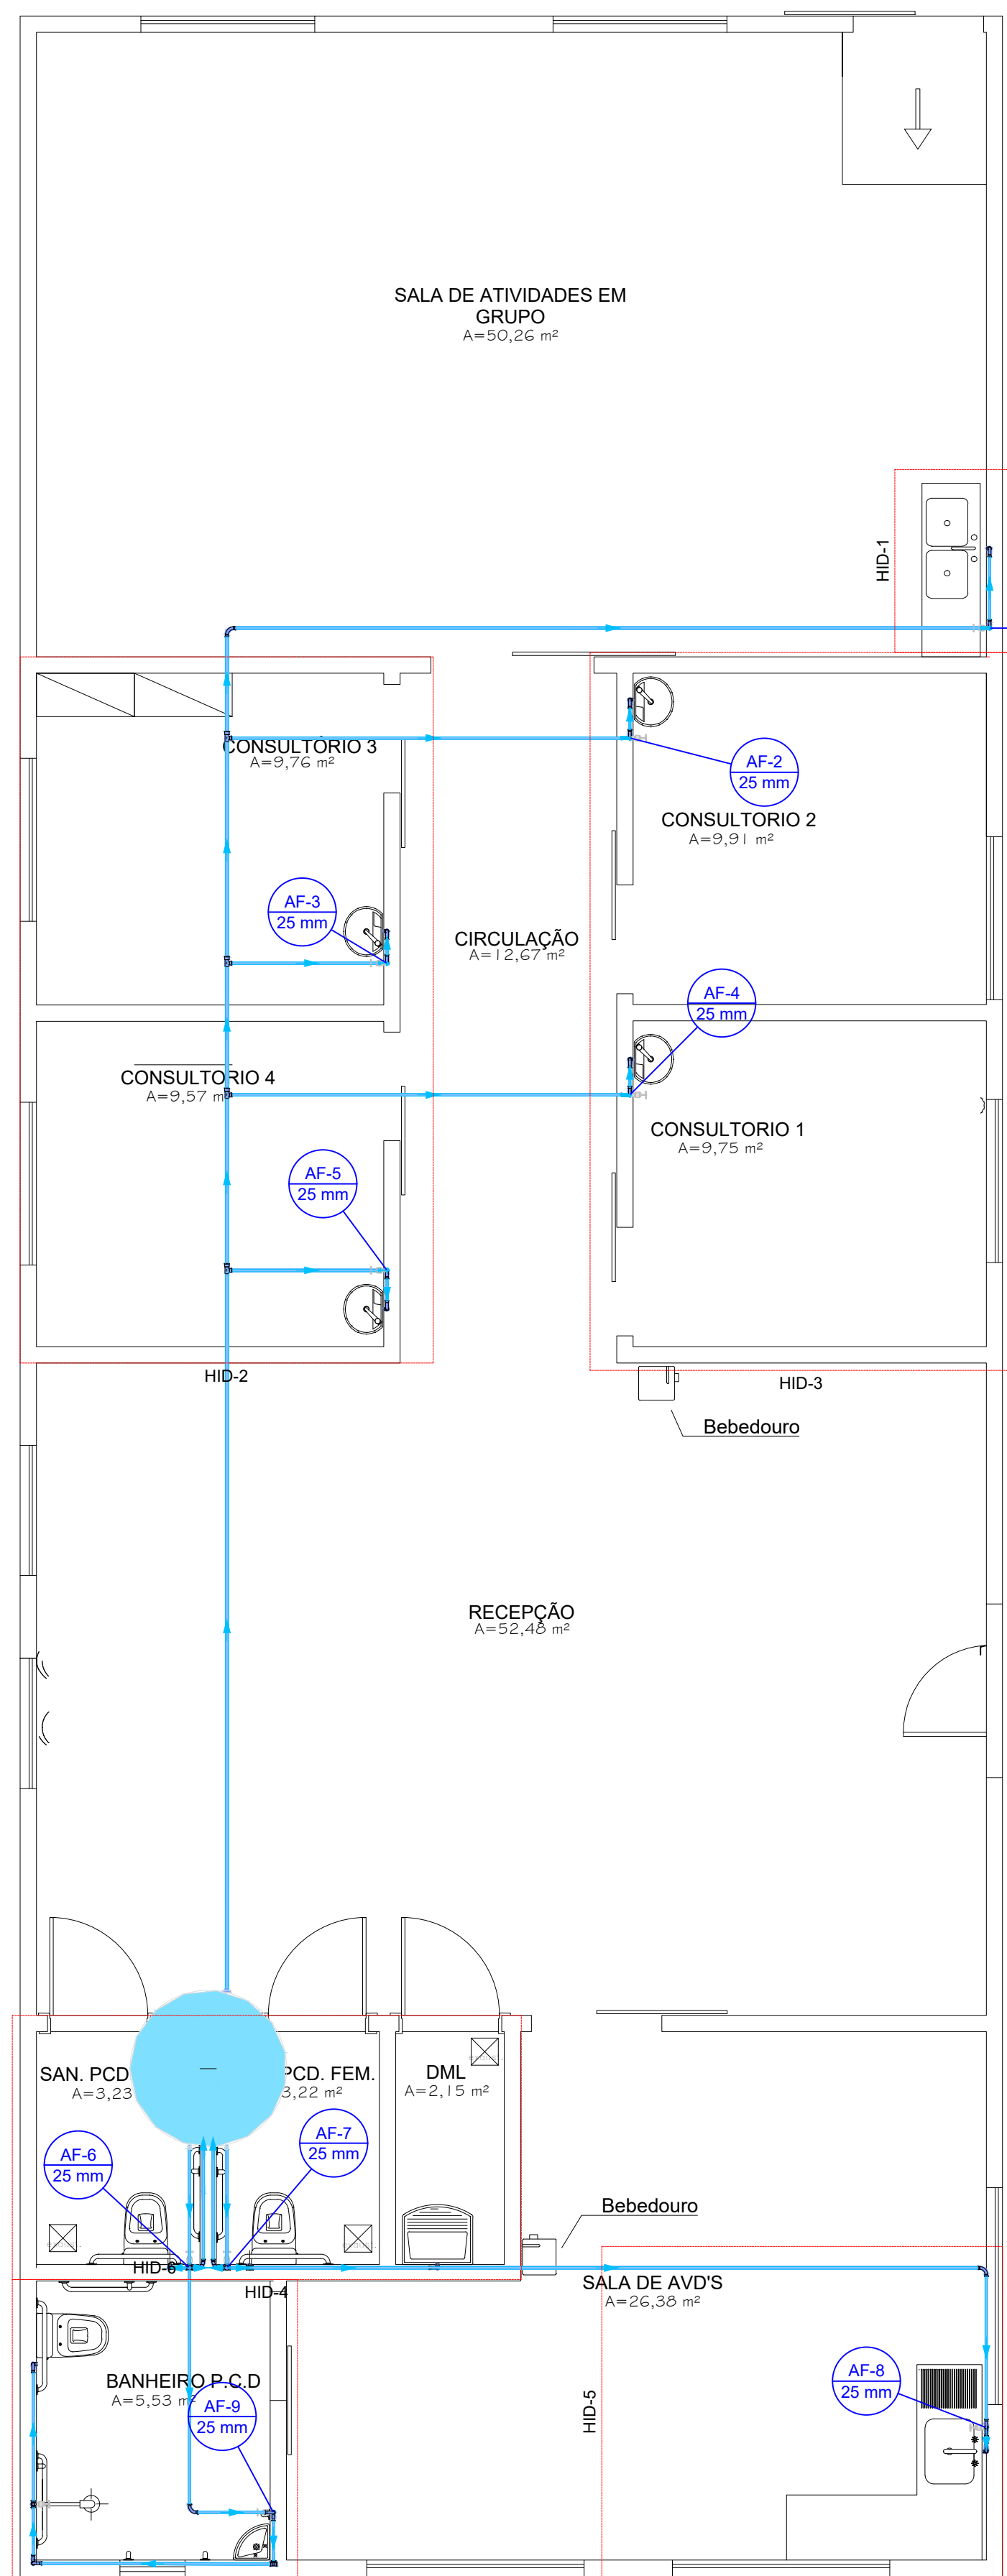 SALA DE ATIVIDADES EM
GRUPO
A=50,26 m²
HID-1
CONSULTORIO 3
A=9,76 m²
AF-2
25 mm
CONSULTORIO 2
A=9,91 m²
AF-3
25 mm
CIRCULAÇÃO
A=12,67 m²
AF-4
25 mm
CONSULTORIO 4
A=9,57 m
CONSULTORIO 1
A=9,75 m²
AF-5
25 mm
HID-2
HID-3
Bebedouro
RECEPÇÃO
A=52,48 m²
SAN. PCD
A=3,23
PCD. FEM.
3,22 m²
DML
A=2,15 m²
AF-6
25 mm
AF-7
25 mm
Bebedouro
HID-6
HID-4
SALA DE AVD'S
A=26,38 m²
BANHEIRO P.C.D
A=5,53 m²
AF-8
25 mm
AF-9
25 mm
HID-5